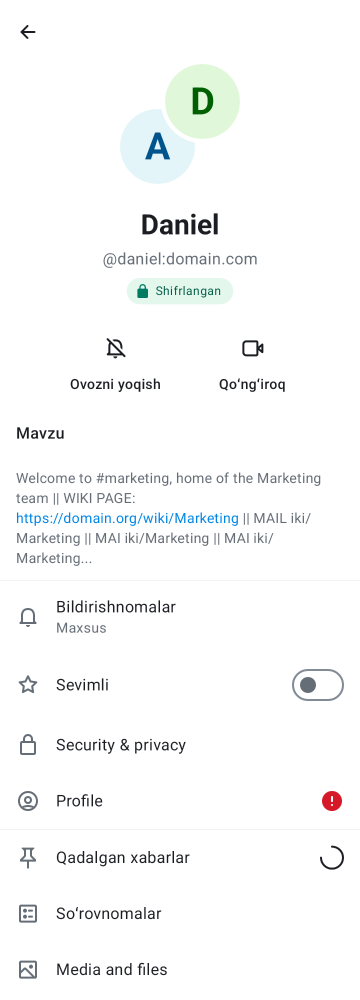 D
A
Daniel
@daniel:domain.com
Shifrlangan
Ovozni yoqish
Qo‘ng‘iroq
Mavzu
Welcome to #marketing, home of the Marketing
team || WIKI PAGE:
https://domain.org/wiki/Marketing || MAIL iki/
Marketing || MAI iki/Marketing || MAI iki/
Marketing...
Bildirishnomalar
Maxsus
Sevimli
Security & privacy
Profile
Qadalgan xabarlar
So‘rovnomalar
Media and files